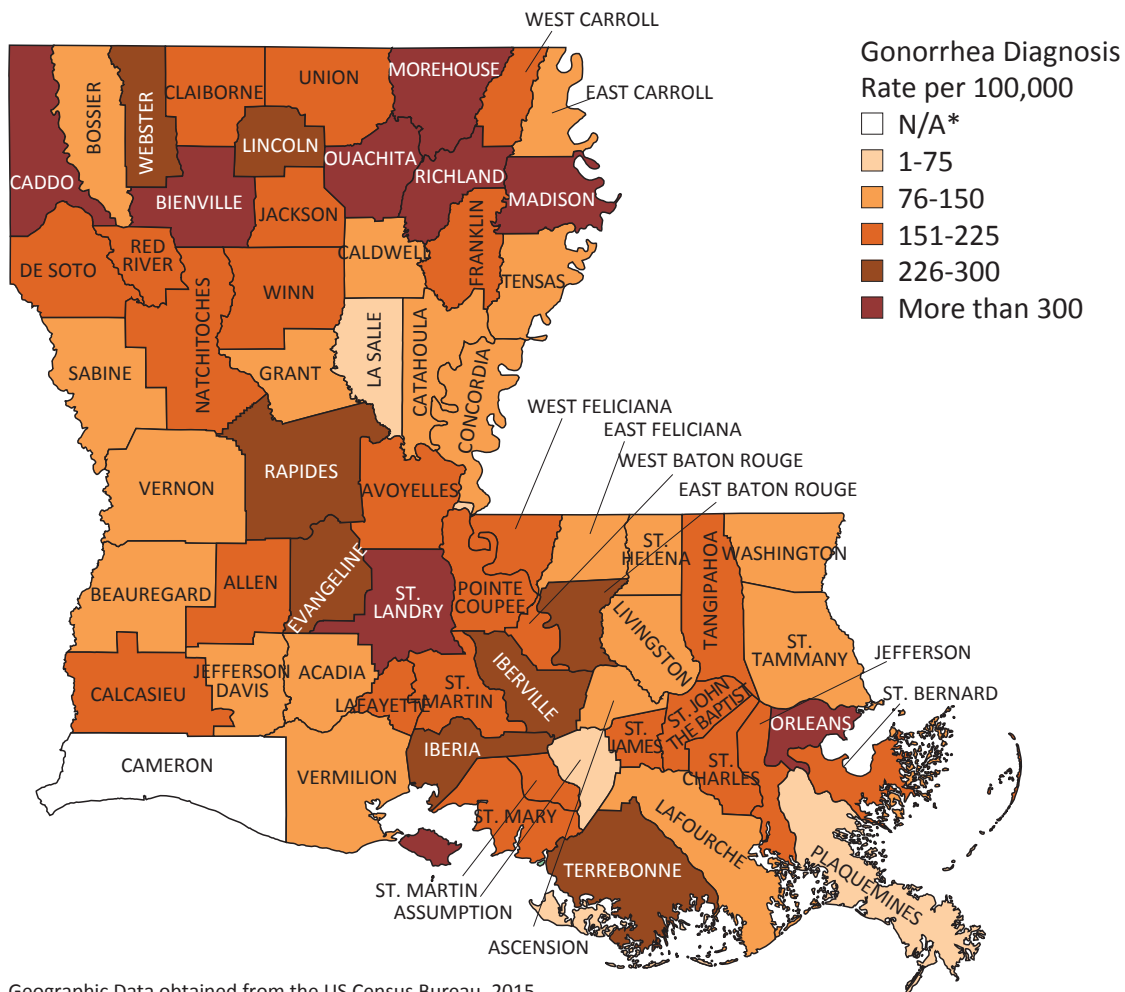 WEST CARROLL
MOREHOUSE
UNION
CLAIBORNE
EAST CARROLL
BOSSIER
WEBSTER
LINCOLN
OUACHITA
RICHLAND
CADDO
MADISON
BIENVILLE
JACKSON
FRANKLIN
CALDWELL
RED
RIVER
DE SOTO
TENSAS
WINN
NATCHITOCHES
LA SALLE
CATAHOULA
SABINE
GRANT
CONCORDIA
WEST FELICIANA
EAST FELICIANA
WEST BATON ROUGE
EAST BATON ROUGE
RAPIDES
VERNON
AVOYELLES
ST.
HELENA
WASHINGTON
TANGIPAHOA
EVANGELINE
ALLEN
BEAUREGARD
ST.
LANDRY
POINTE
COUPEE
LIVINGSTON
ST.
TAMMANY
JEFFERSON
JEFFERSON
DAVIS
ACADIA
CALCASIEU
LAFAYETTE
ST.
MARTIN
IBERVILLE
ST. JOHN
THE BAPTIST
ST. BERNARD
ORLEANS
ST.
JAMES
IBERIA
CAMERON
VERMILION
ST.
CHARLES
ST. MARY
LAFOURCHE
TERREBONNE
PLAQUEMINES
ST. MARTIN
ASSUMPTION
ASCENSION
Gonorrhea Diagnosis
Rate per 100,000
N/A*
1-75
76-150
151-225
226-300
More than 300
Geographic Data obtained from the US Census Bureau, 2015